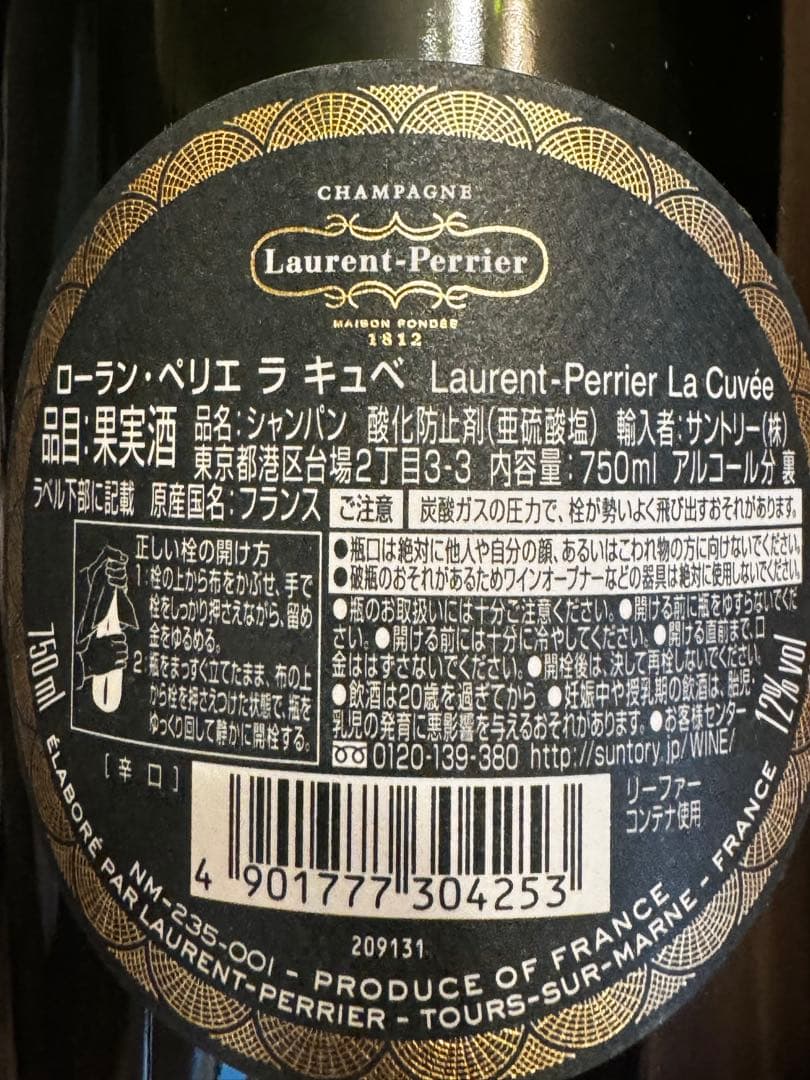 CHAMPAGNE
Laurent-Perrier
MAISON FONDÉE
1812
ローラン・ペリエ ラ キュベ Laurent-Perrier La Cuvée
品目:果実酒 品名:シャンパン 酸化防止剤(亜硫酸塩) 輸入者:サントリー(株)
東京都港区台場2丁目3-3 内容量:750ml アルコール分 裏
ラベル下部に記載 原産国名:フランス
ご注意 炭酸ガスの圧力で、栓が勢いよく飛び出すおそれがあります。
●瓶口は絶対に他人や自分の顔、あるいはこわれ物の方に向けないでください。
●破瓶のおそれがあるためワインオープナーなどの器具は絶対に使用しないでください。
●瓶のお取扱いには十分ご注意ください。●開ける前に瓶をゆすらないでくだ
さい。●開ける前には十分に冷やしてください。●開ける直前まで、口
金ははずさないでください。●開栓後は、決して再栓しないでください。
●飲酒は20歳を過ぎてから ●妊娠中や授乳期の飲酒は、胎児・
乳児の発育に悪影響を与えるおそれがあります。●お客様センター
0120-139-380 http://suntory.jp/WINE/
正しい栓の開け方
1:栓の上から布をかぶせ、手で
栓をしっかり押さえながら、留め
金をゆるめる。
2:瓶をまっすぐ立てたまま、布の上
から栓を押さえつけた状態で、瓶を
ゆっくり回して静かに開栓する。
750ml
12% vol
[辛口]
リーファー
コンテナ使用
4 901777 304253
209131
NM-235-001 - PRODUCE OF FRANCE
ÉLABORÉ PAR LAURENT-PERRIER - TOURS-SUR-MARNE - FRANCE